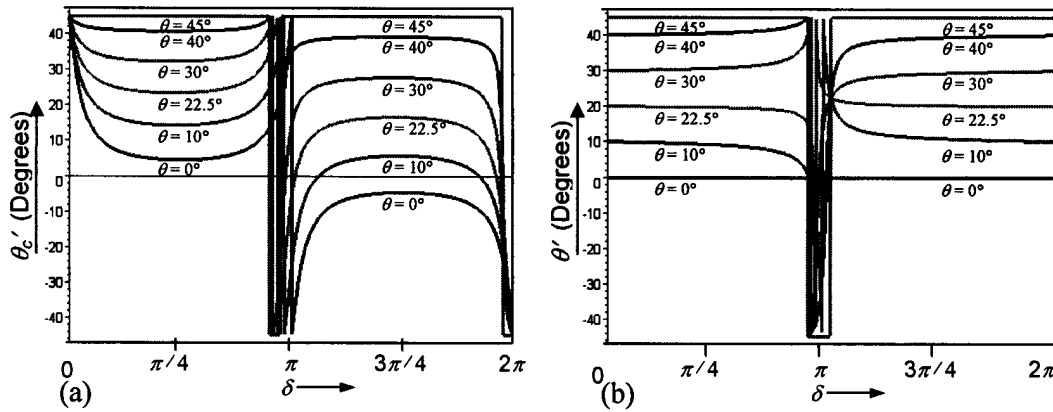 40
30
20
10
0
-10
-20
-30
-40
θc′ (Degrees)
θ = 45°
θ = 40°
θ = 30°
θ = 22.5°
θ = 10°
θ = 0°
θ = 45°
θ = 40°
θ = 30°
θ = 22.5°
θ = 10°
θ = 0°
0
π/4
π
3π/4
2π
(a)
δ
40
30
20
10
0
-10
-20
-30
-40
θ′ (Degrees)
θ = 45°
θ = 40°
θ = 30°
θ = 22.5°
θ = 10°
θ = 0°
θ = 45°
θ = 40°
θ = 30°
θ = 22.5°
θ = 10°
θ = 0°
0
π/4
π
3π/4
2π
(b)
δ